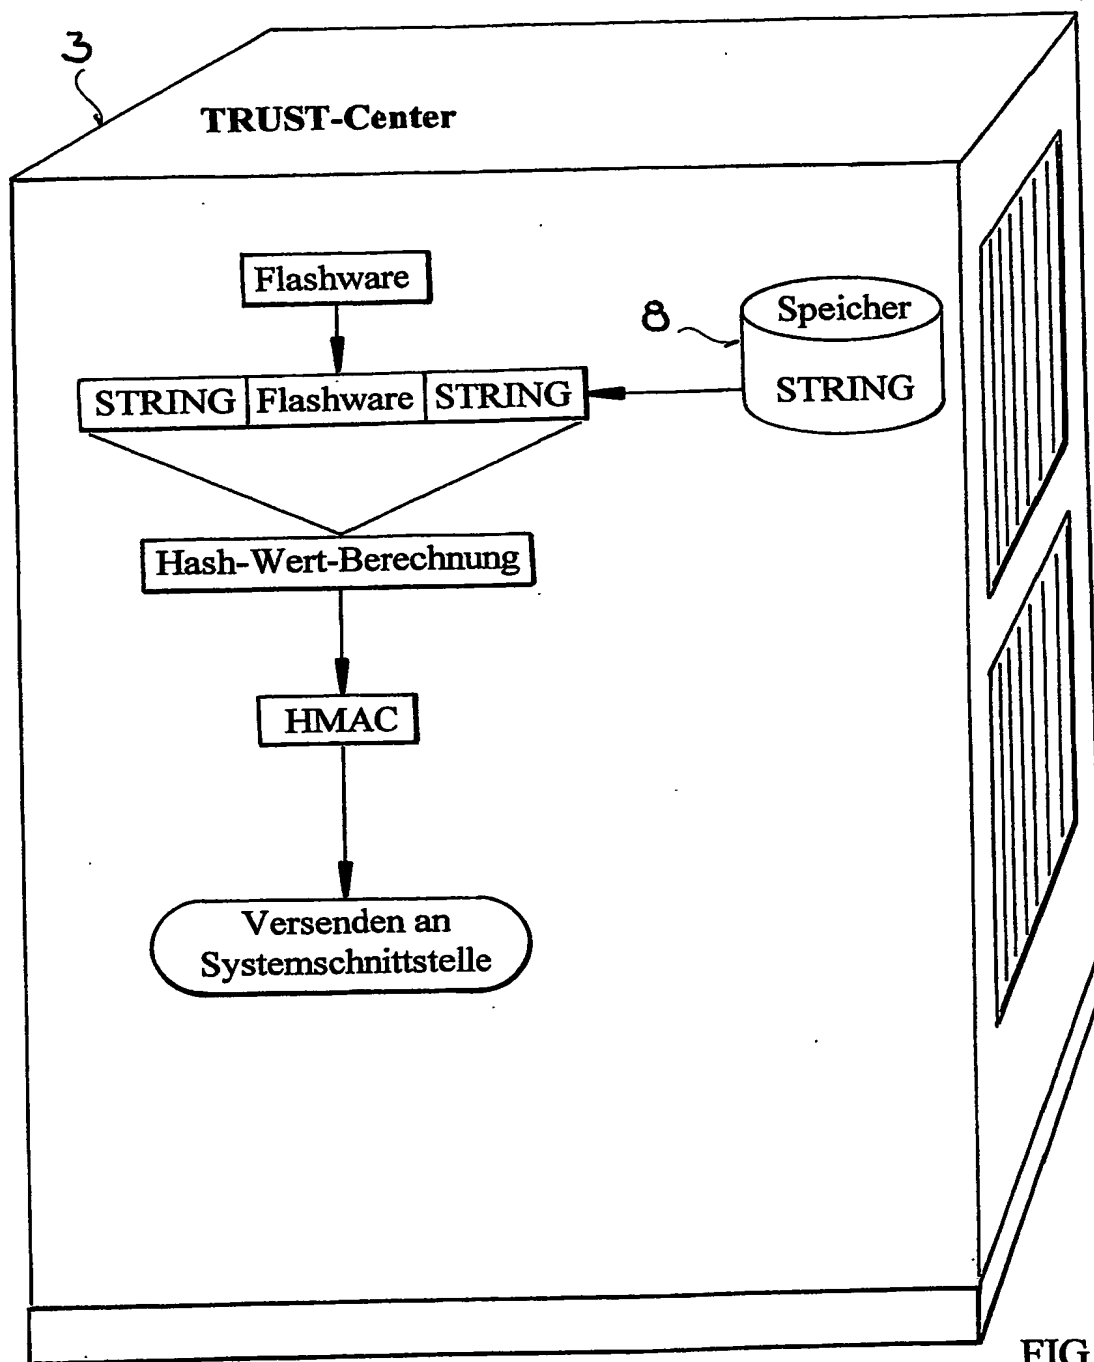 3
TRUST-Center
Flashware
8
Speicher
STRING
STRING Flashware STRING
Hash-Wert-Berechnung
HMAC
Versenden an
Systemschnittstelle
FIG